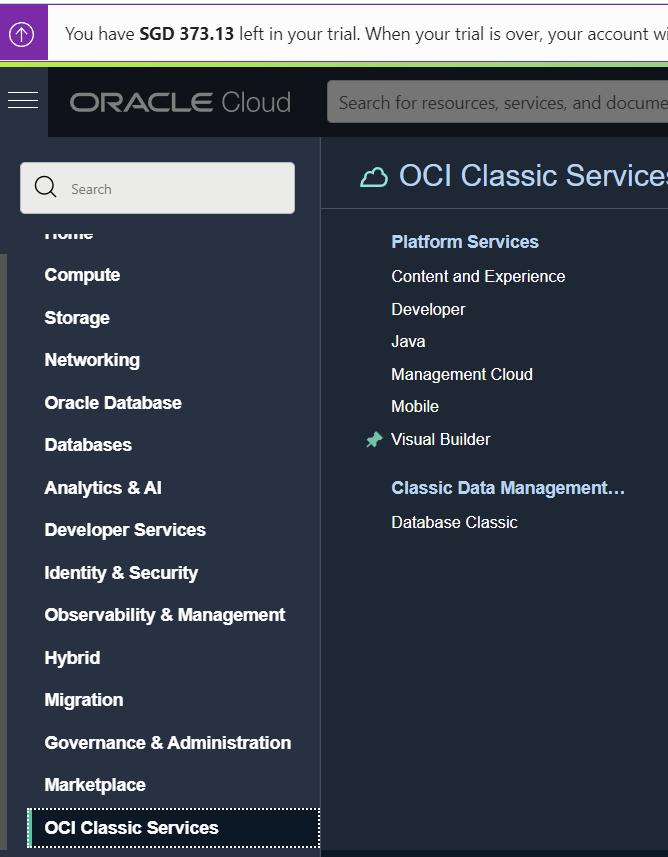 You have SGD 373.13 left in your trial. When your trial is over, your account
ORACLE Cloud
Search for resources, services, and
Search
OCI Classic Services
Home
Compute
Storage
Networking
Oracle Database
Databases
Analytics & AI
Developer Services
Identity & Security
Observability & Management
Hybrid
Migration
Governance & Administration
Marketplace
OCI Classic Services
Platform Services
Content and Experience
Developer
Java
Management Cloud
Mobile
Visual Builder
Classic Data Management…
Database Classic